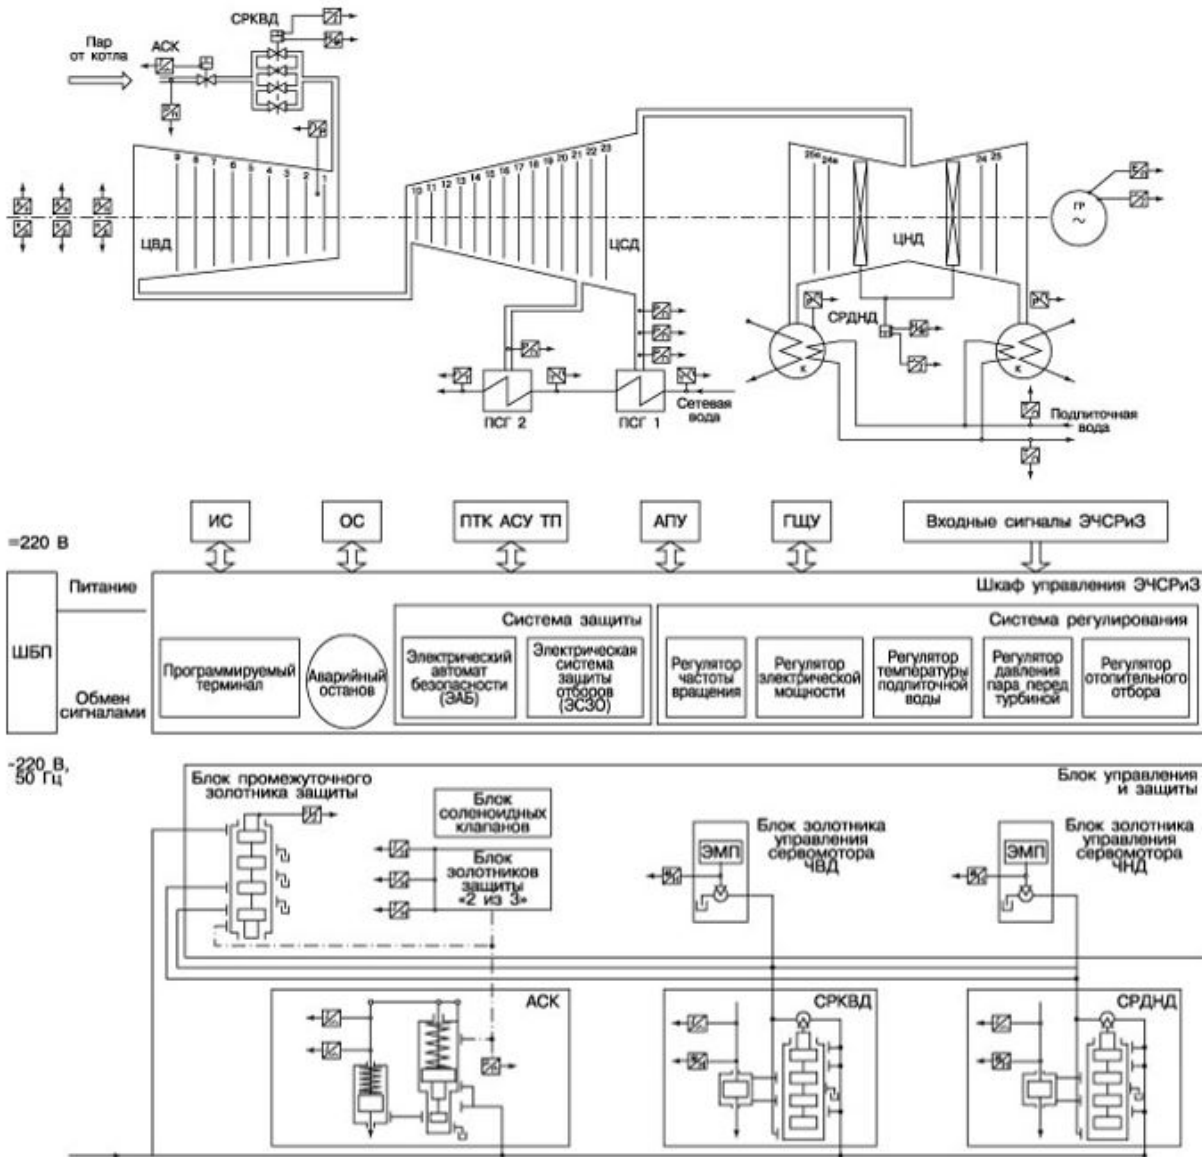 СРКВД
АСК
Пар
от котла
9
8
7
6
5
4
3
2
1
10
11
12
13
14
15
16
17
18
19
20
21
22
23
24
25
ЦВД
ЦСД
ЦНД
ГР
~
СРДНД
К
К
ПСГ 2
ПСГ 1
Сетевая
вода
Подпиточная
вода
ИС
ОС
ПТК АСУ ТП
АПУ
ГЩУ
Входные сигналы ЭЧСРиЗ
=220 В
ШБП
Питание
Обмен
сигналами
Шкаф управления ЭЧСРиЗ
Система защиты
Система регулирования
Программируемый
терминал
Аварийный
останов
Электрический
автомат
безопасности
(ЭАБ)
Электрическая
система
защиты
отборов
(ЭСЗО)
Регулятор
частоты
вращения
Регулятор
электрической
мощности
Регулятор
температуры
подпиточной
воды
Регулятор
давления
пара перед
турбиной
Регулятор
отопительного
отбора
~220 В,
50 Гц
Блок промежуточного
золотника защиты
Блок
соленоидных
клапанов
Блок
золотников
защиты
«2 из 3»
Блок управления
и защиты
ЭМП
Блок золотника
управления
сервомотора
ЧВД
ЭМП
Блок золотника
управления
сервомотора
ЧНД
АСК
СРКВД
СРДНД